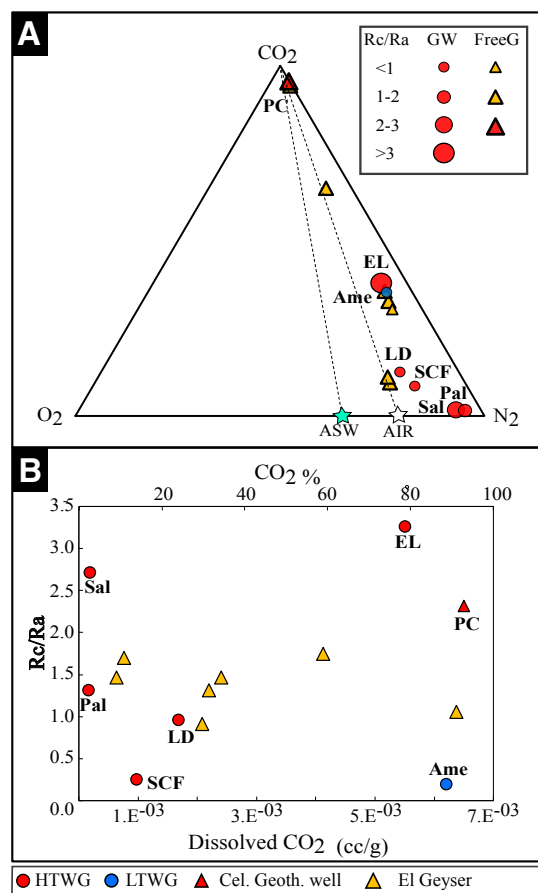 A
CO2
Rc/Ra GW FreeG
<1
1-2
2-3
>3
PC
EL
Ame
LD
SCF
Pal
Sal
O2
N2
ASW
AIR
B
CO2 %
0 20 40 60 80 100
3.5
EL
3.0
Sal
2.5
PC
2.0
Rc/Ra
1.5
Pal
1.0
LD
0.5
SCF
Ame
0.0
1.E-03 3.E-03 5.E-03 7.E-03
Dissolved CO2 (cc/g)
HTWG LTWG Cel. Geoth. well El Geyser